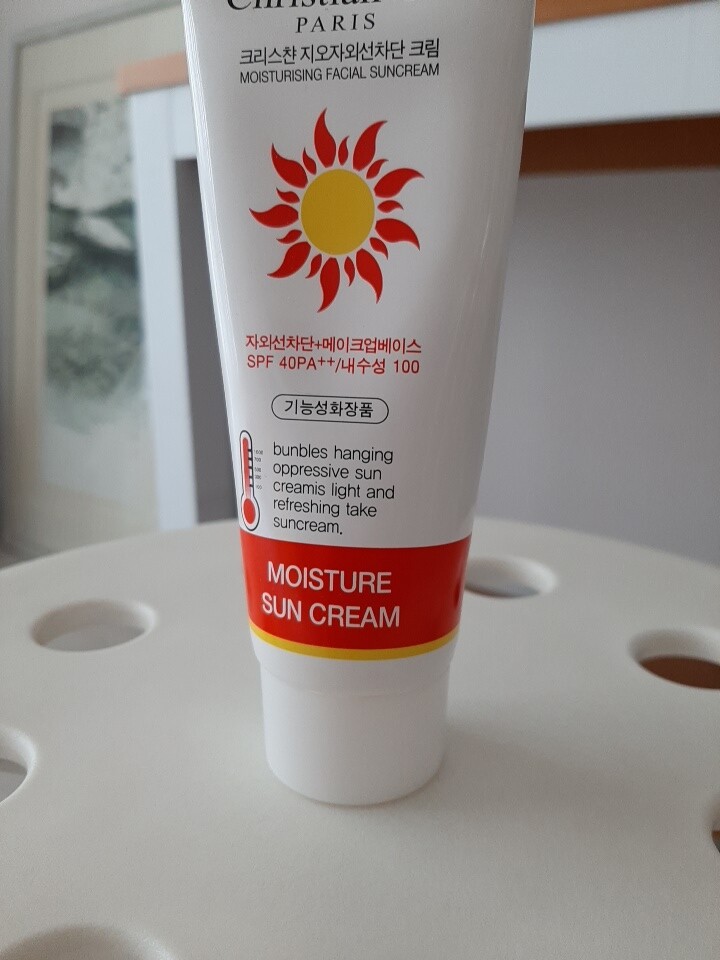 Christian
PARIS
크리스챤 지오자외선차단 크림
MOISTURISING FACIAL SUNCREAM
자외선차단+메이크업베이스
SPF 40PA++/내수성 100
기능성화장품
bunbles hanging
oppressive sun
creamis light and
refreshing take
suncream.
MOISTURE
SUN CREAM